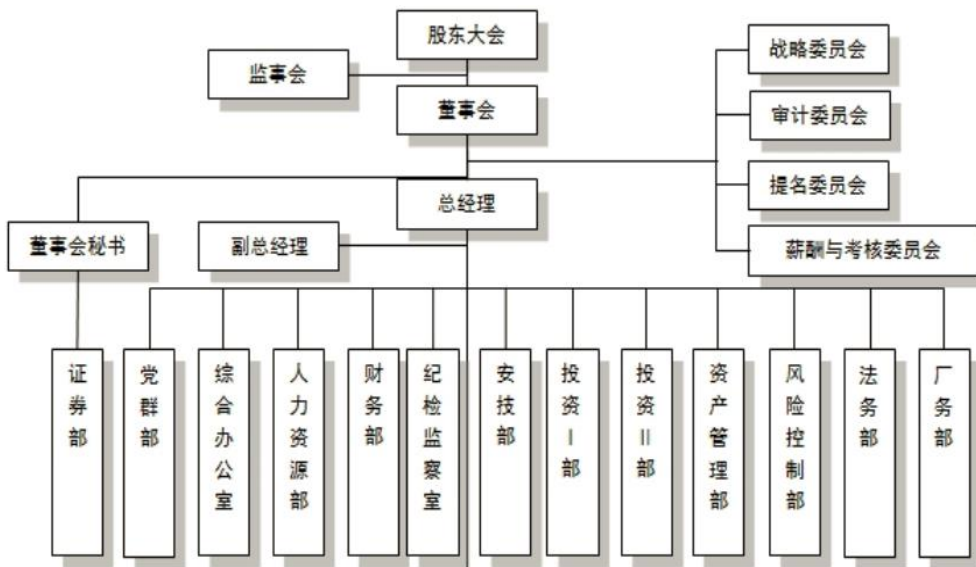 股东大会
监事会
董事会
战略委员会
审计委员会
提名委员会
薪酬与考核委员会
总经理
董事会秘书
副总经理
证券部
党群部
综合办公室
人力资源部
财务部
纪检监察室
安技部
投资Ⅰ部
投资Ⅱ部
资产管理部
风险控制部
法务部
厂务部